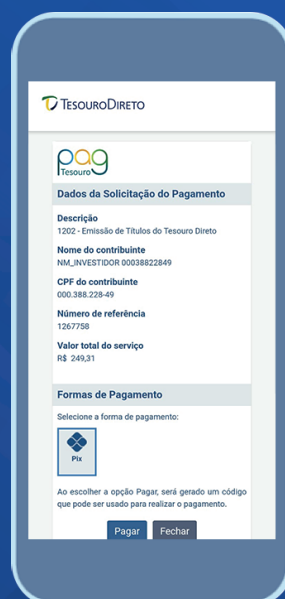 TESOURODIRETO
pag
Tesouro
Dados da Solicitação do Pagamento
Descrição
1202 - Emissão de Títulos do Tesouro Direto
Nome do contribuinte
NM_INVESTIDOR 00038822849
CPF do contribuinte
000.388.228-49
Número de referência
1267758
Valor total do serviço
R$ 249,31
Formas de Pagamento
Selecione a forma de pagamento:
Pix
Ao escolher a opção Pagar, será gerado um código
que pode ser usado para realizar o pagamento.
Pagar Fechar